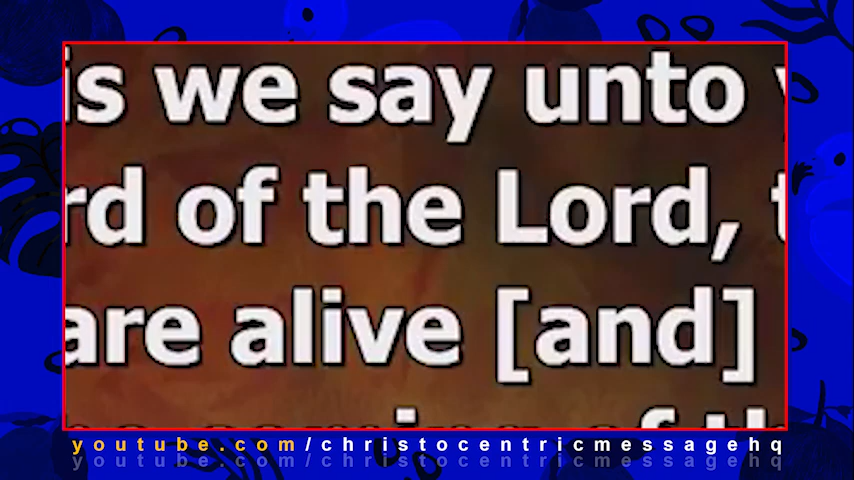 is we say unto
rd of the Lord,
are alive [and]
youtube.com/christocentricmessagehq